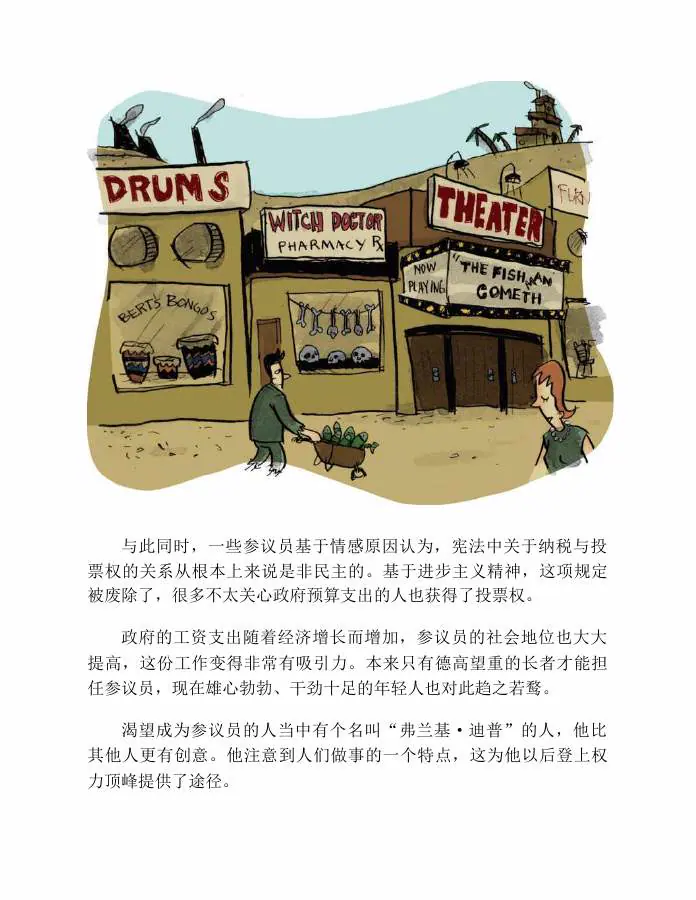 DRUMS
WITCH DOCTOR
PHARMACY Rx
THEATER
FURN
NOW
PLAYING
"THE FISHMAN
COMETH
BERT'S BONGOS
与此同时，一些参议员基于情感原因认为，宪法中关于纳税与投
票权的关系从根本上来说是非民主的。基于进步主义精神，这项规定
被废除了，很多不太关心政府预算支出的人也获得了投票权。
政府的工资支出随着经济增长而增加，参议员的社会地位也大大
提高，这份工作变得非常有吸引力。本来只有德高望重的长者才能担
任参议员，现在雄心勃勃、干劲十足的年轻人也对此趋之若鹜。
渴望成为参议员的人当中有个名叫“弗兰基·迪普”的人，他比
其他人更有创意。他注意到人们做事的一个特点，这为他以后登上权
力顶峰提供了途径。